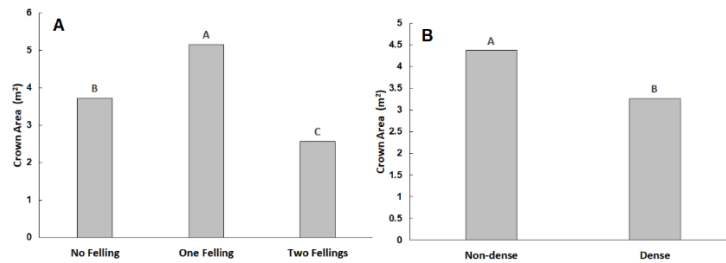 A
Crown Area (m²)
6
5
4
3
2
1
0
B
A
C
No Felling
One Felling
Two Fellings
B
Crown Area (m²)
5
4.5
4
3.5
3
2.5
2
1.5
1
0.5
0
A
B
Non-dense
Dense